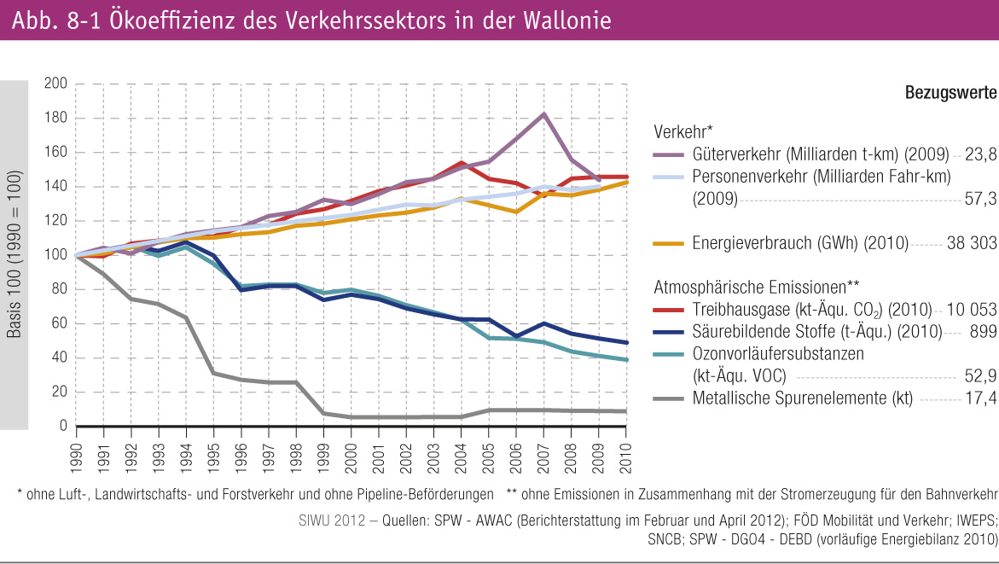 Abb. 8-1 Ökoeffizienz des Verkehrssektors in der Wallonie
Basis 100 (1990 = 100)
200
180
160
140
120
100
80
60
40
20
0
1990 1991 1992 1993 1994 1995 1996 1997 1998 1999 2000 2001 2002 2003 2004 2005 2006 2007 2008 2009 2010
Bezugswerte
Verkehr*
Güterverkehr (Milliarden t-km) (2009) 23,8
Personenverkehr (Milliarden Fahr-km)
(2009) 57,3
Energieverbrauch (GWh) (2010) 38 303
Atmosphärische Emissionen**
Treibhausgase (kt-Äqu. CO₂) (2010) 10 053
Säurebildende Stoffe (t-Äqu.) (2010) 899
Ozonvorläufersubstanzen
(kt-Äqu. VOC) 52,9
Metallische Spurenelemente (kt) 17,4
* ohne Luft-, Landwirtschafts- und Forstverkehr und ohne Pipeline-Beförderungen ** ohne Emissionen in Zusammenhang mit der Stromerzeugung für den Bahnverkehr
SIWU 2012 – Quellen: SPW - AWAC (Berichterstattung im Februar und April 2012); FÖD Mobilität und Verkehr; IWEPS;
SNCB; SPW - DGO4 - DEBD (vorläufige Energiebilanz 2010)